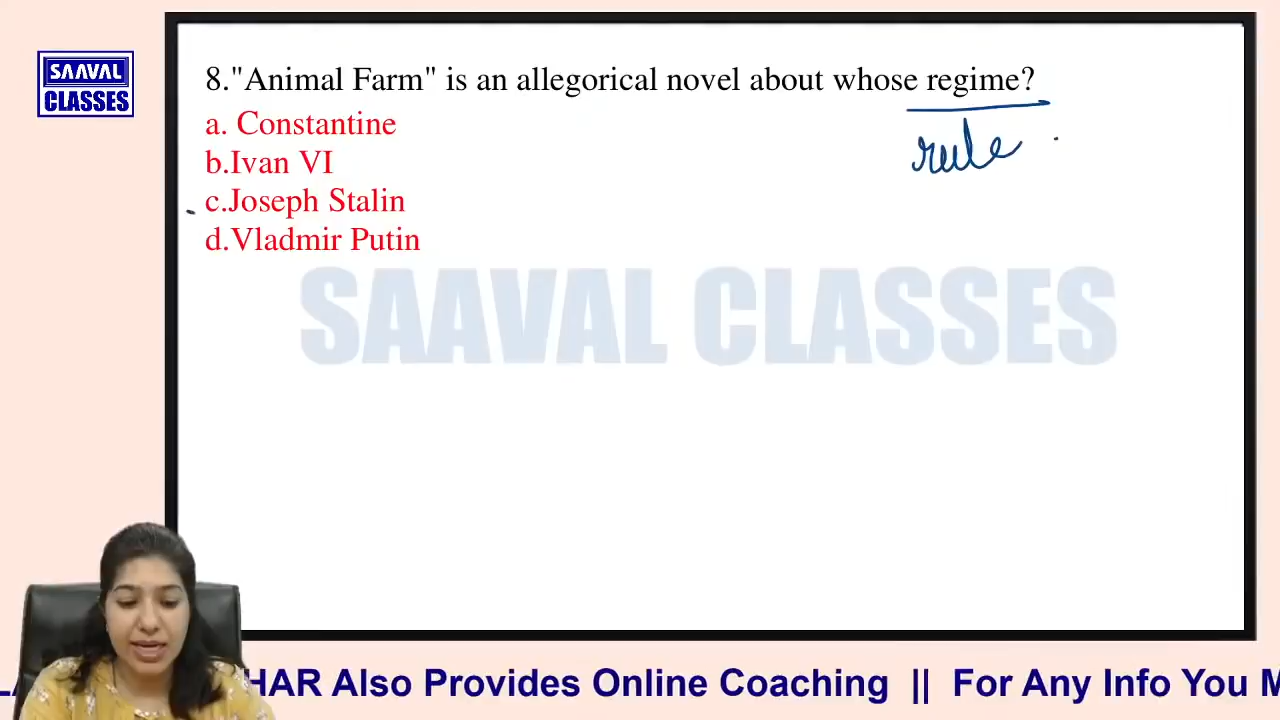 SAAVAL
CLASSES
8."Animal Farm" is an allegorical novel about whose regime?
rule
a. Constantine
b.Ivan VI
c.Joseph Stalin
d.Vladmir Putin
SAAVAL CLASSES
HAR Also Provides Online Coaching || For Any Info You M